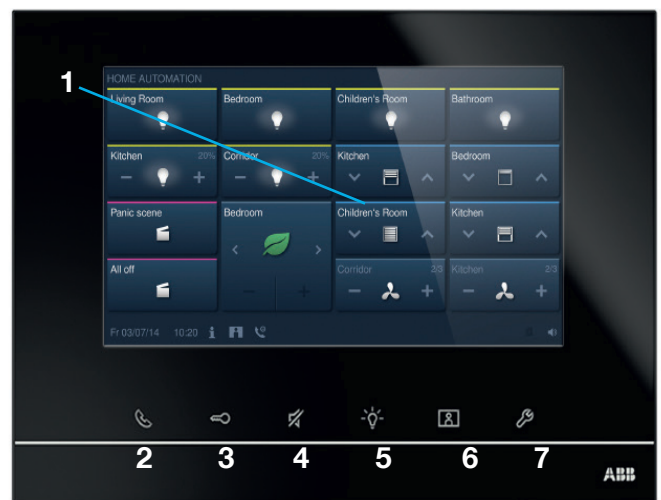 1
HOME AUTOMATION
Living Room Bedroom Children's Room Bathroom
Kitchen 20% Corridor 20% Kitchen Bedroom
Panic scene Bedroom Children's Room Kitchen
All off Corridor 2/3 Kitchen 2/3
Fr 03/07/14 10:20
2 3 4 5 6 7
ABB